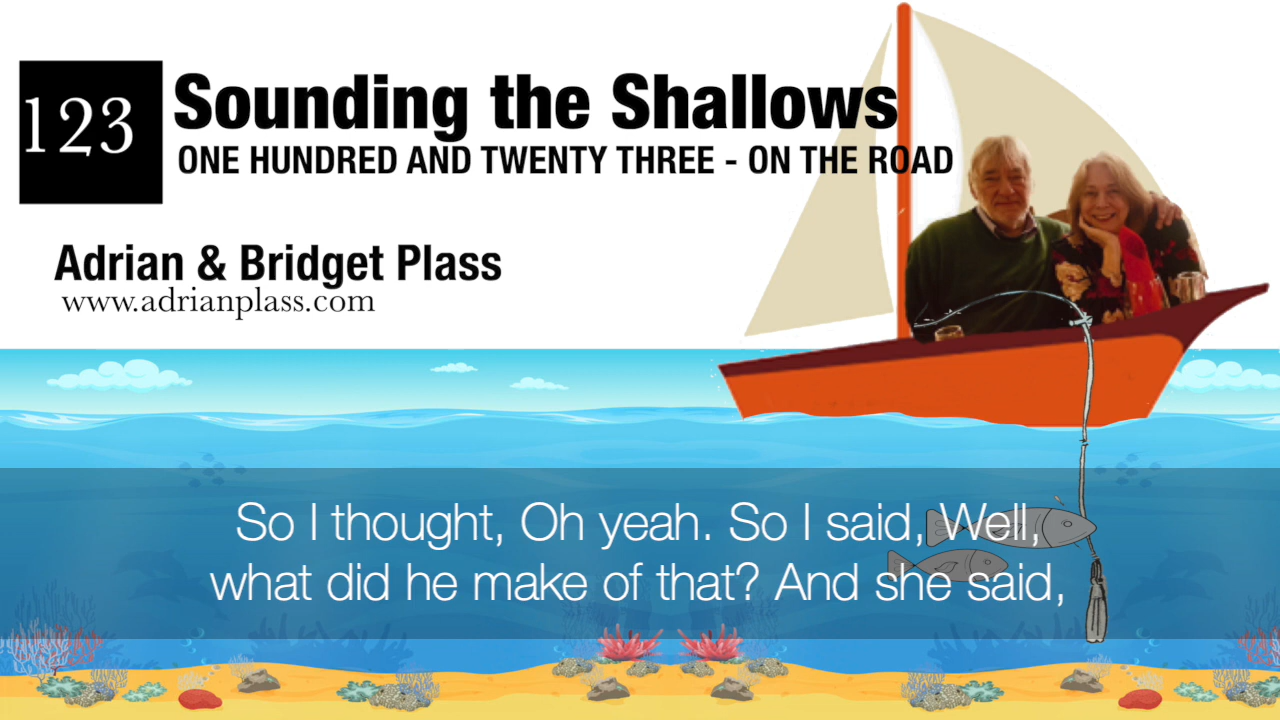 123
Sounding the Shallows
ONE HUNDRED AND TWENTY THREE - ON THE ROAD
Adrian & Bridget Plass
www.adrianplass.com
So I thought, Oh yeah. So I said, Well,
what did he make of that? And she said,